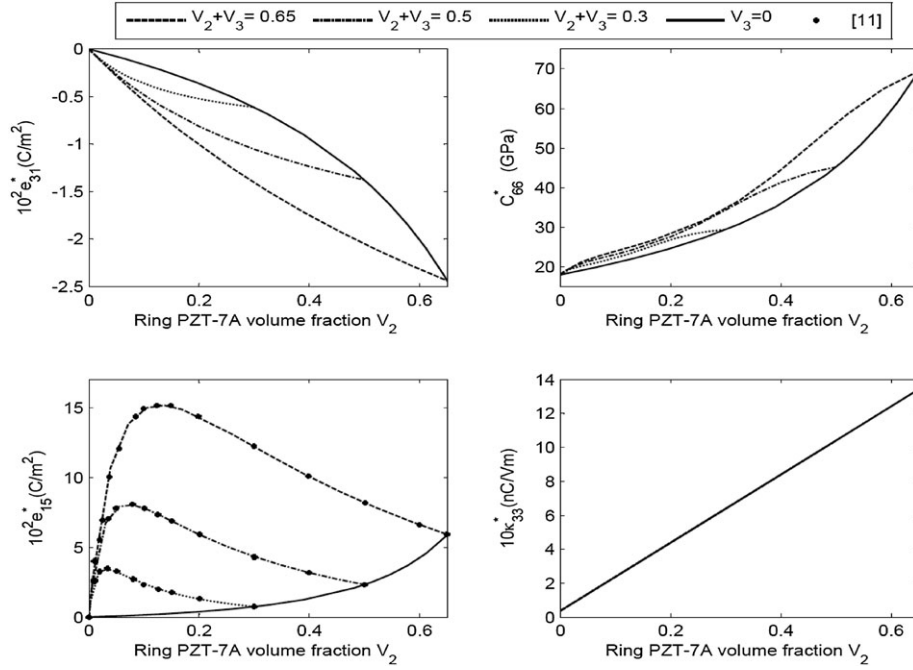 V₂+V₃= 0.65 V₂+V₃= 0.5 V₂+V₃= 0.3 V₃=0 [11]
10²e*₃₁(C/m²)
0
-0.5
-1
-1.5
-2
-2.5
0 0.2 0.4 0.6
Ring PZT-7A volume fraction V₂
C*₆₆ (GPa)
70
60
50
40
30
20
0 0.2 0.4 0.6
Ring PZT-7A volume fraction V₂
10²e*₁₅(C/m²)
15
10
5
0
0 0.2 0.4 0.6
Ring PZT-7A volume fraction V₂
10κ*₃₃(nC/Vm)
14
12
10
8
6
4
2
0
0 0.2 0.4 0.6
Ring PZT-7A volume fraction V₂